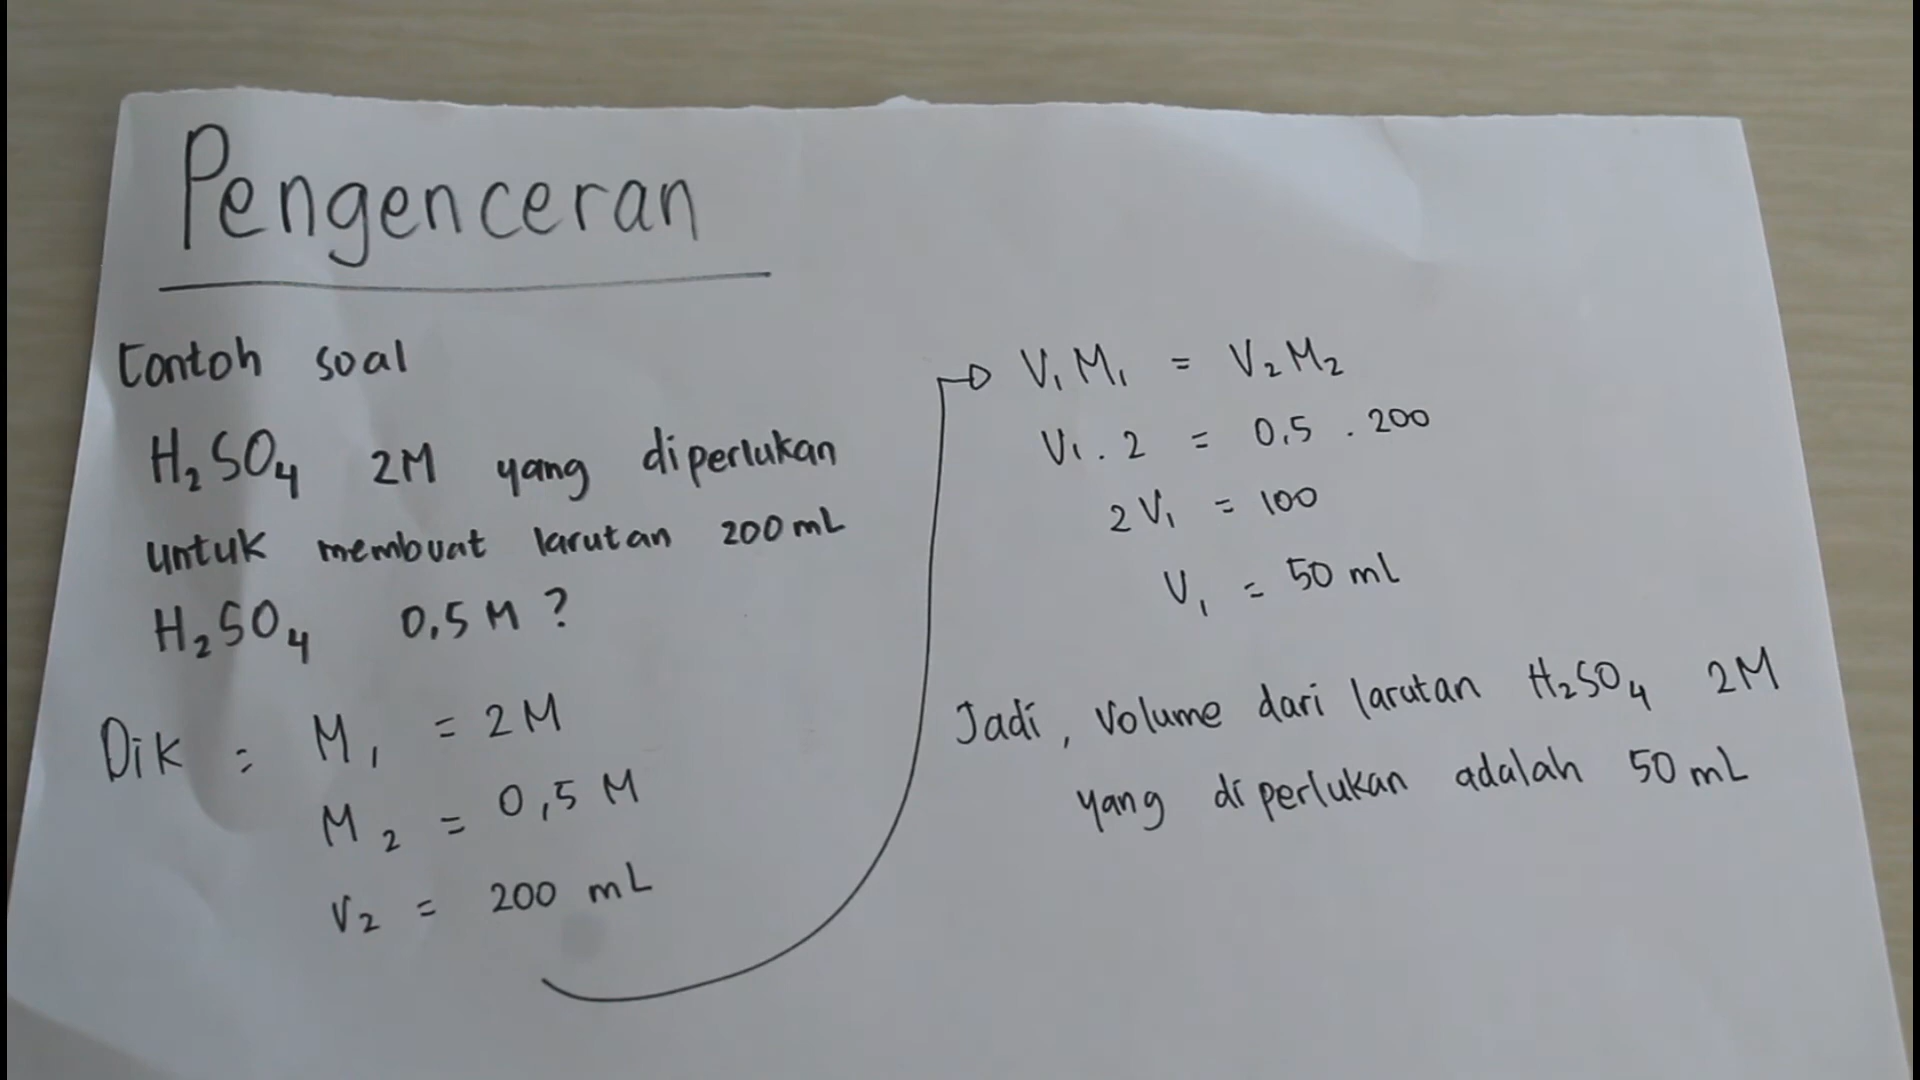 Pengenceran
Contoh soal
H₂SO₄ 2M yang diperlukan
untuk membuat larutan 200 mL
H₂SO₄ 0,5 M ?
Dik : M₁ = 2M
M₂ = 0,5 M
V₂ = 200 mL
V₁ M₁ = V₂ M₂
V₁ . 2 = 0,5 . 200
2 V₁ = 100
V₁ = 50 ml
Jadi, Volume dari larutan H₂SO₄ 2M
yang diperlukan adalah 50 mL